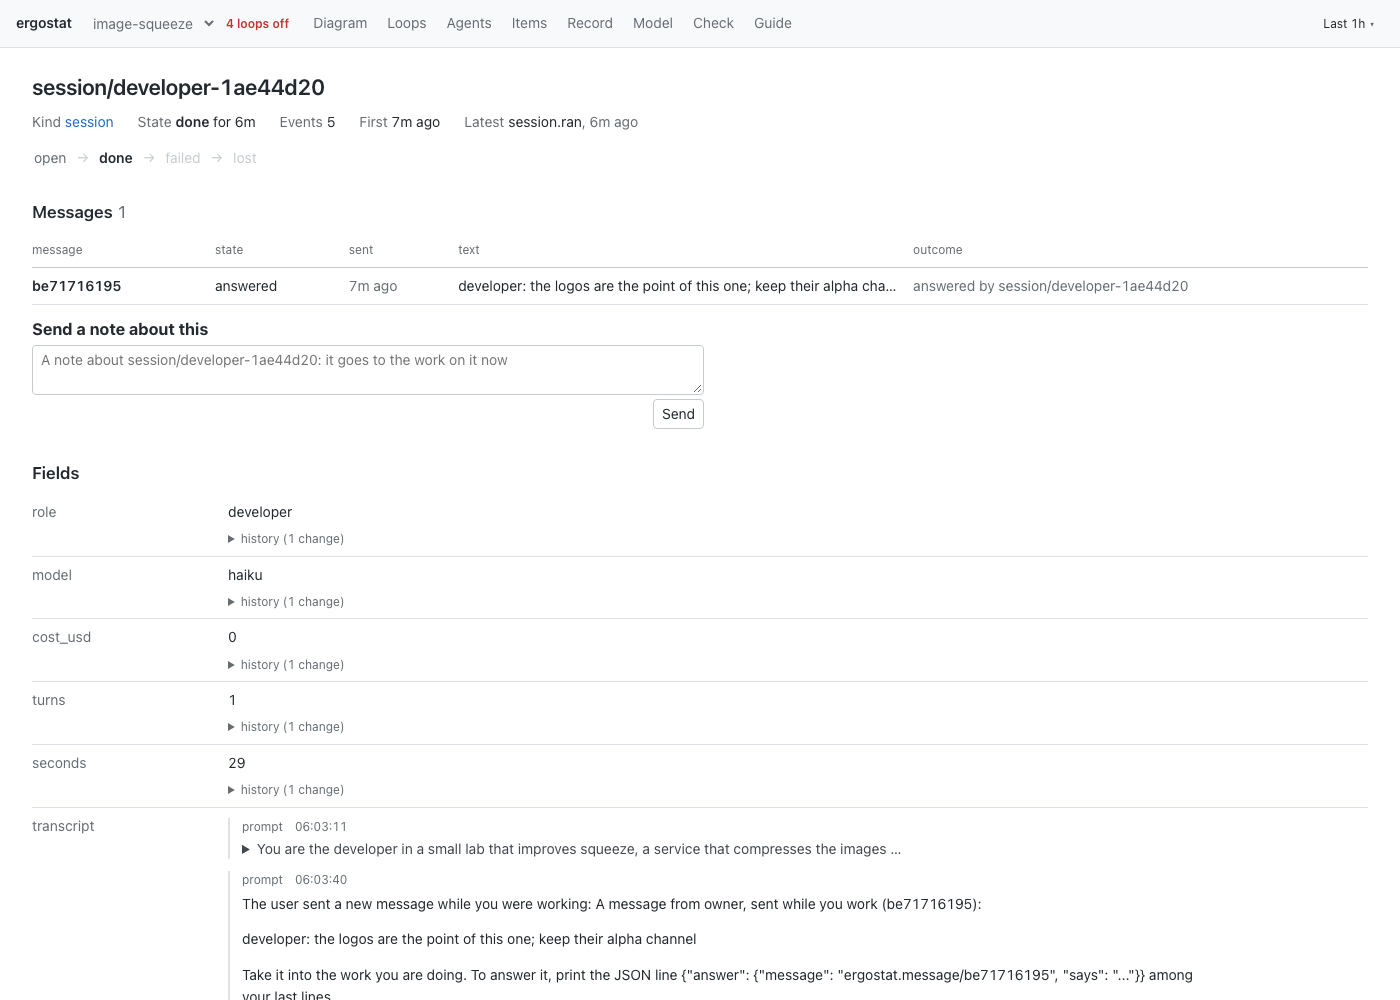 ergostat image-squeeze 4 loops off Diagram Loops Agents Items Record Model Check Guide Last 1h
session/developer-1ae44d20
Kind session State done for 6m Events 5 First 7m ago Latest session.ran, 6m ago
open → done → failed → lost
Messages 1
message state sent text outcome
be71716195 answered 7m ago developer: the logos are the point of this one; keep their alpha cha... answered by session/developer-1ae44d20
Send a note about this
A note about session/developer-1ae44d20: it goes to the work on it now
Send
Fields
role developer
history (1 change)
model haiku
history (1 change)
cost_usd 0
history (1 change)
turns 1
history (1 change)
seconds 29
history (1 change)
transcript prompt 06:03:11
You are the developer in a small lab that improves squeeze, a service that compresses the images ...
prompt 06:03:40
The user sent a new message while you were working: A message from owner, sent while you work (be71716195):
developer: the logos are the point of this one; keep their alpha channel
Take it into the work you are doing. To answer it, print the JSON line {"answer": {"message": "ergostat.message/be71716195", "says": "..."}} among
your last lines.